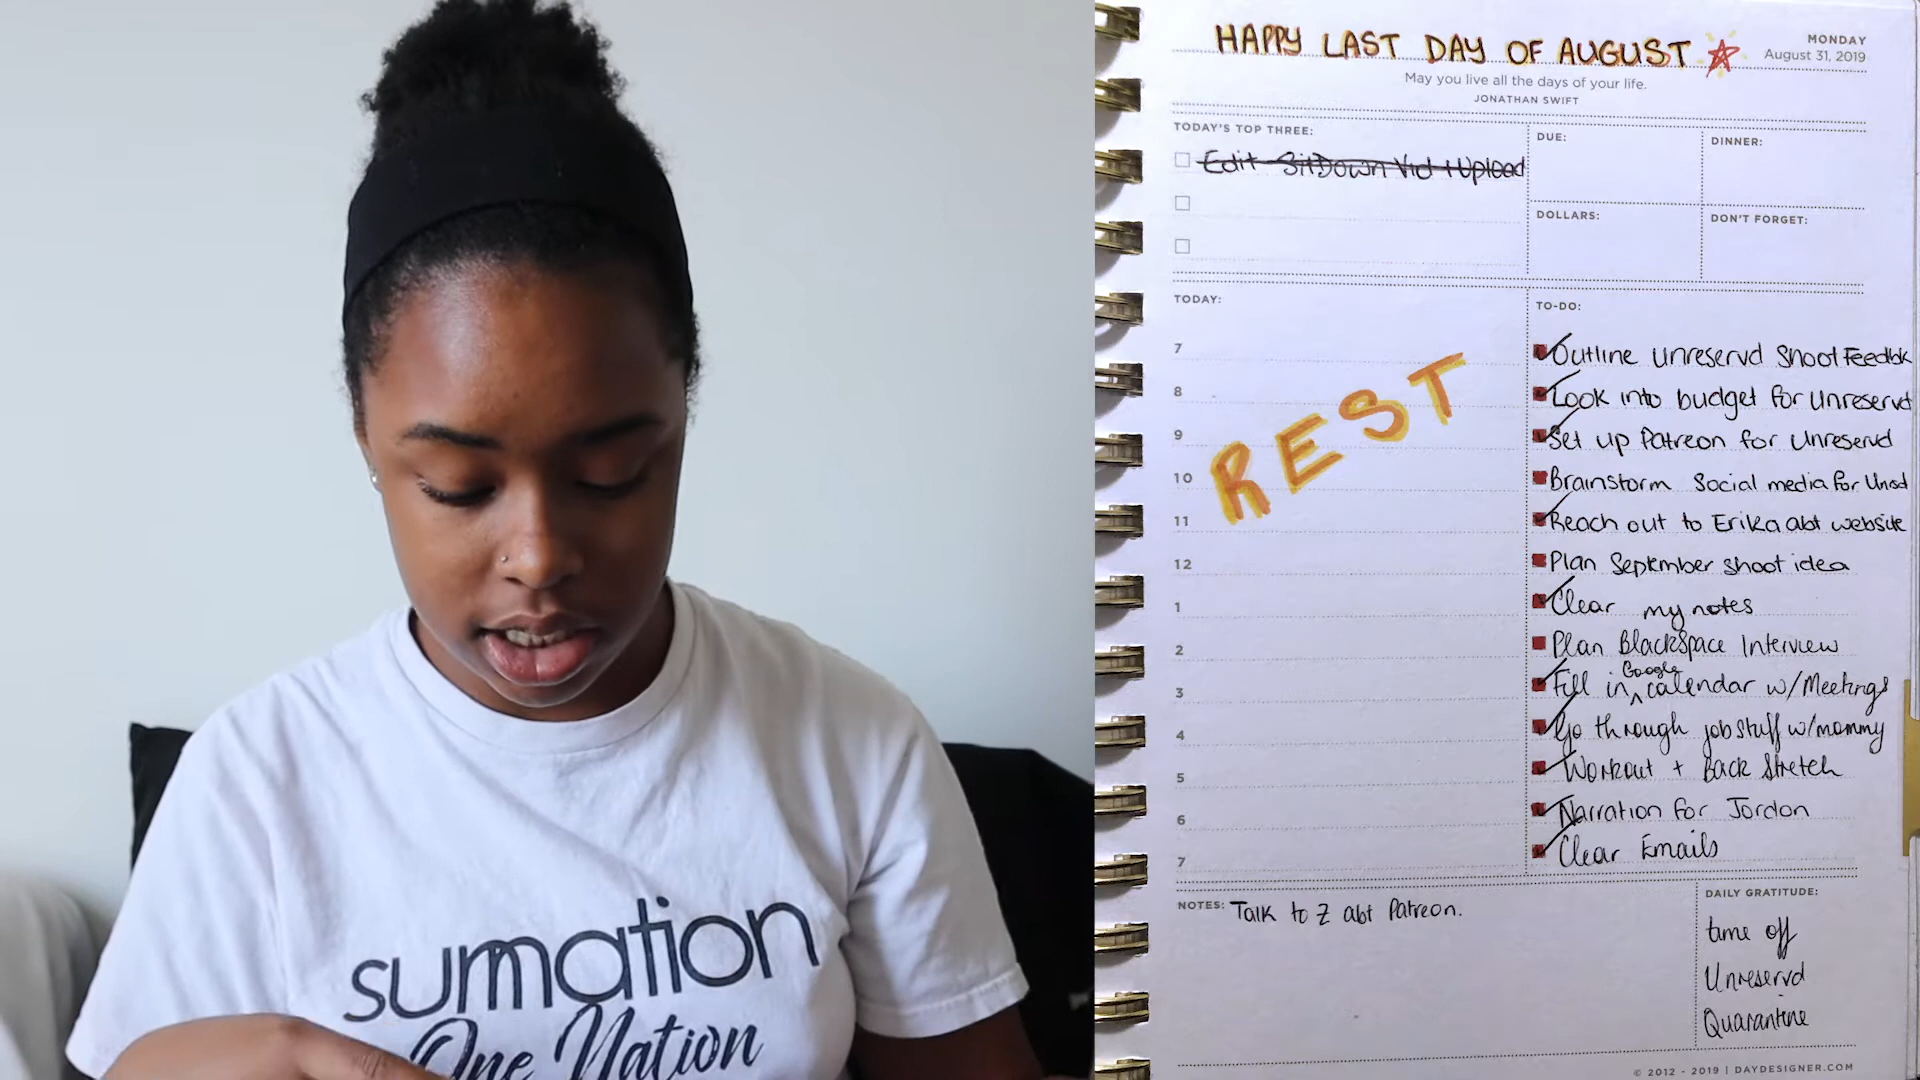 sumation
One Nation
HAPPY LAST DAY OF AUGUST
MONDAY
August 31, 2019
May you live all the days of your life.
JONATHAN SWIFT
TODAY'S TOP THREE:
Edit SitDown Vid + Upload
DUE:
DINNER:
DOLLARS:
DON'T FORGET:
TODAY:
7
8
9
10
11
12
1
2
3
4
5
6
7
REST
TO-DO:
Outline Unreservd Shoot Feedbk
Look into budget for Unreservd
Set up Patreon for Unreservd
Brainstorm Social media for Unsd
Reach out to Erika abt website
Plan September shoot idea
Clear my notes
Plan BlackSpace Interview
Fill in Google calendar w/Meetings
Go through job stuff w/mommy
Workout + Back Stretch
Narration for Jordon
Clear Emails
NOTES: Talk to Z abt Patreon.
DAILY GRATITUDE:
time off
Unreservd
Quarantine
© 2012 - 2019 | DAYDESIGNER.COM